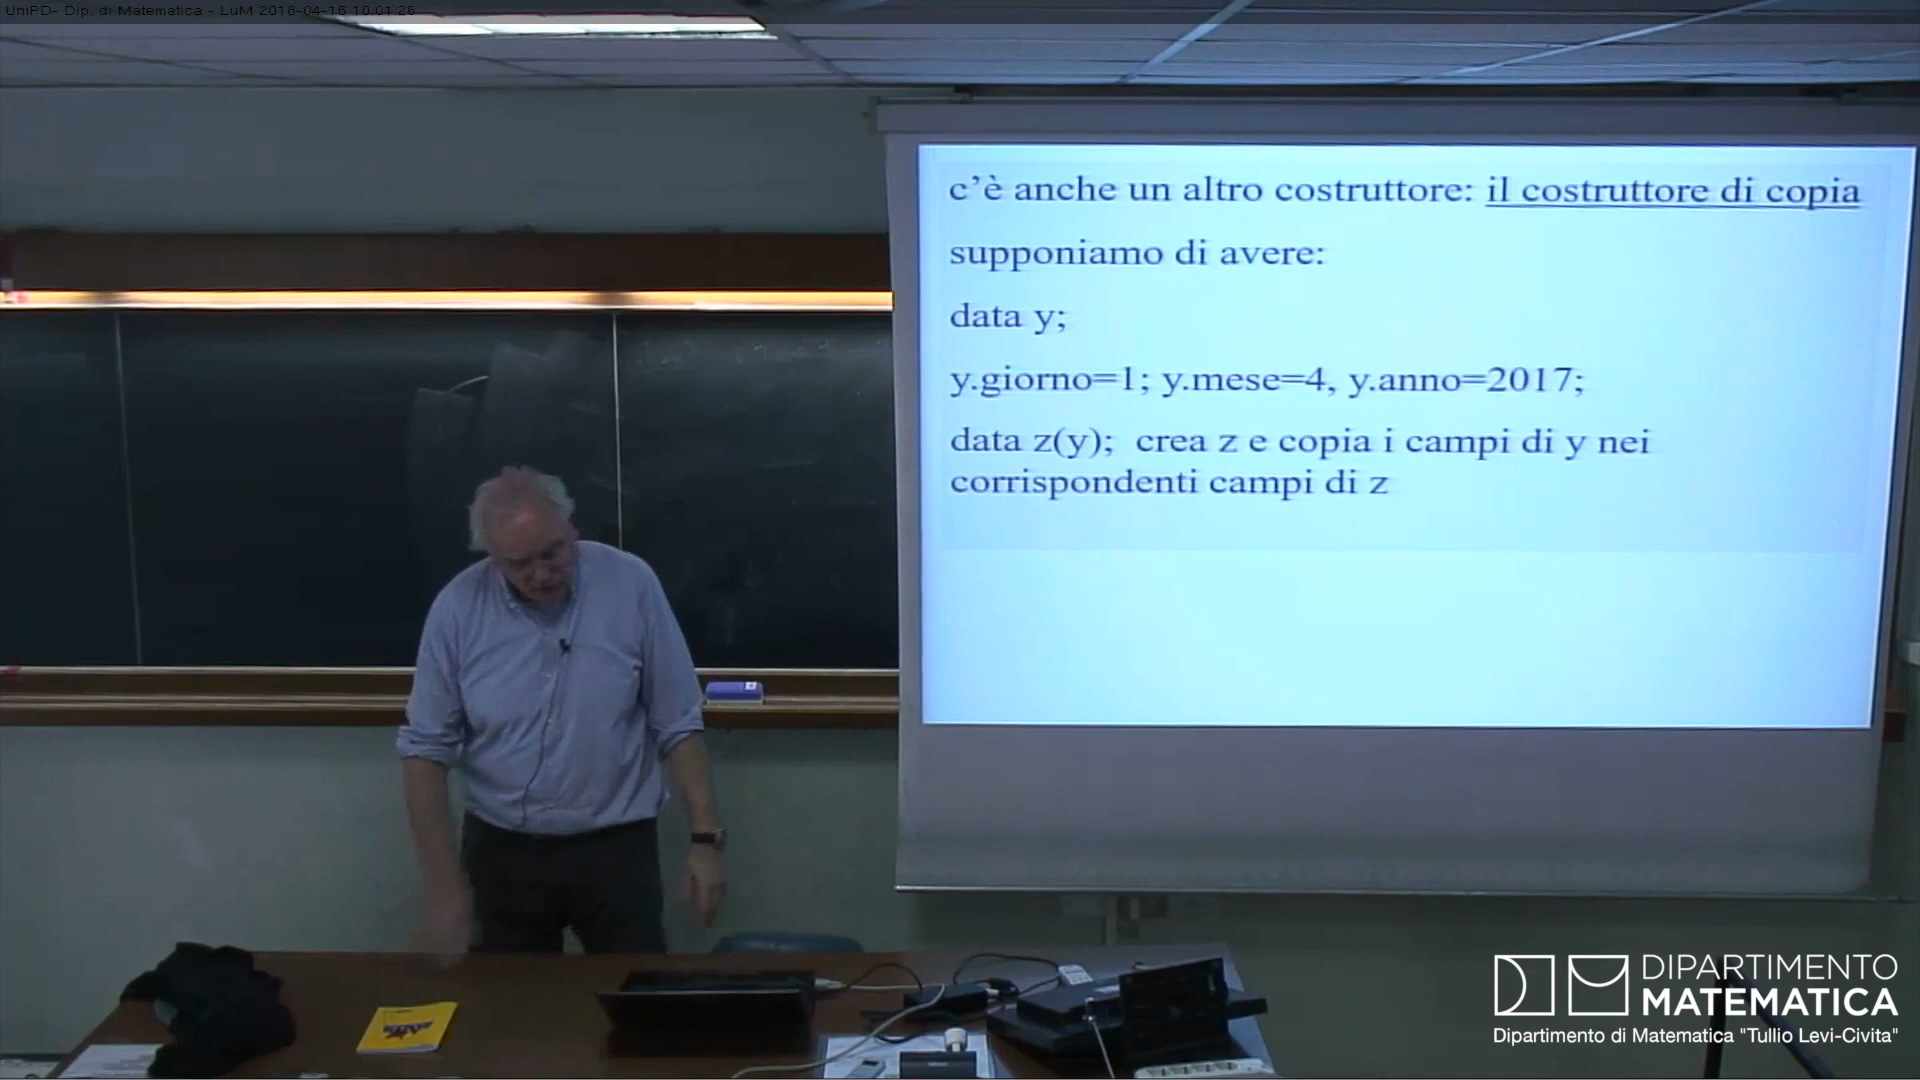 UniPD- Dip. di Matematica - LuM 2018-04-16 10:01:26
c'è anche un altro costruttore: il costruttore di copia
supponiamo di avere:
data y;
y.giorno=1; y.mese=4, y.anno=2017;
data z(y);  crea z e copia i campi di y nei
corrispondenti campi di z
DIPARTIMENTO
MATEMATICA
Dipartimento di Matematica "Tullio Levi-Civita"